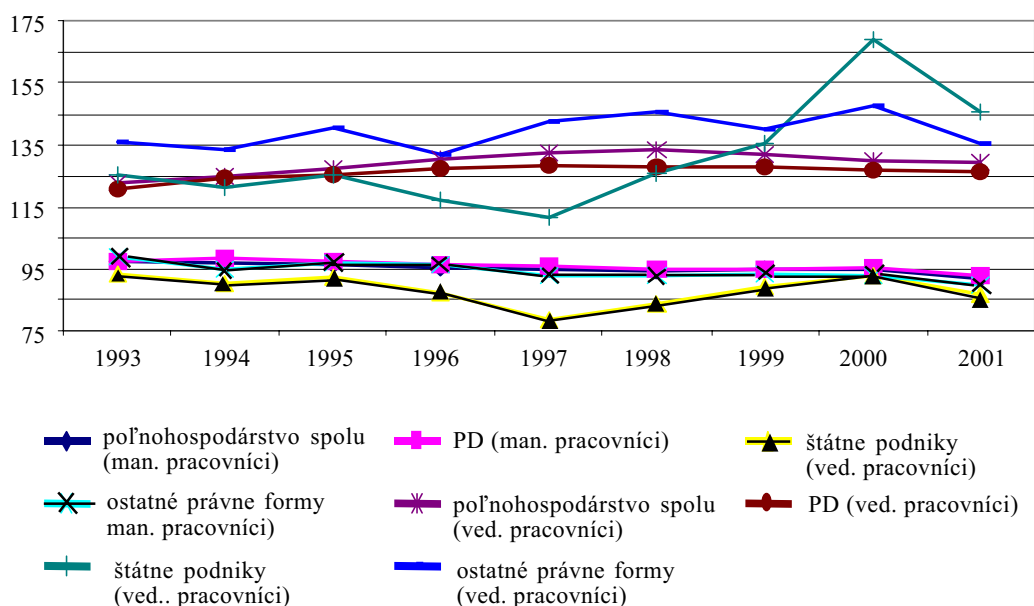 175
155
135
115
95
75
1993 1994 1995 1996 1997 1998 1999 2000 2001
poľnohospodárstvo spolu
(man. pracovníci)
PD (man. pracovníci)
štátne podniky
(ved. pracovníci)
ostatné právne formy
man. pracovníci)
poľnohospodárstvo spolu
(ved. pracovníci)
PD (ved. pracovníci)
štátne podniky
(ved.. pracovníci)
ostatné právne formy
(ved. pracovníci)